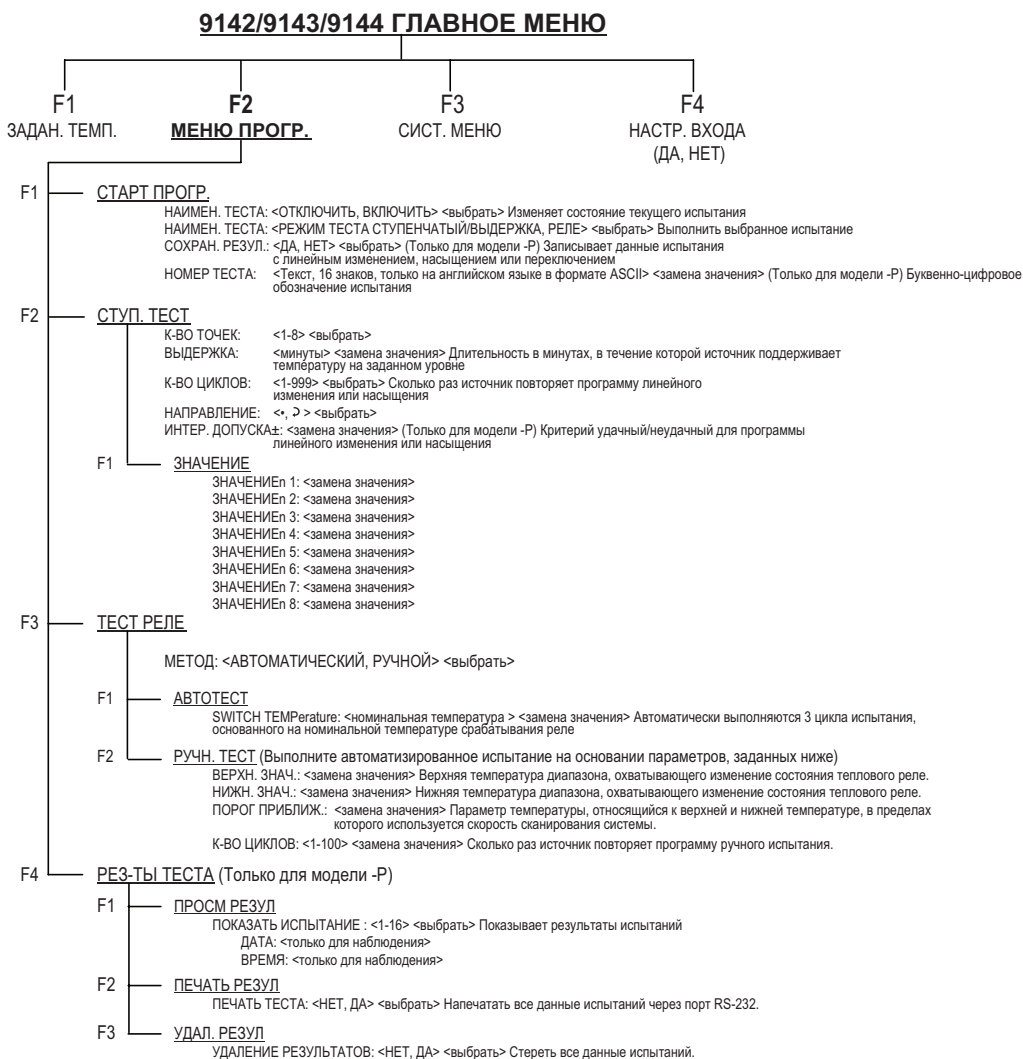 9142/9143/9144 ГЛАВНОЕ МЕНЮ
F1 F2 F3 F4
ЗАДАН. ТЕМП. МЕНЮ ПРОГР. СИСТ. МЕНЮ НАСТР. ВХОДА
(ДА, НЕТ)
F1 СТАРТ ПРОГР.
НАИМЕН. ТЕСТА: <ОТКЛЮЧИТЬ, ВКЛЮЧИТЬ> <выбрать> Изменяет состояние текущего испытания
НАИМЕН. ТЕСТА: <РЕЖИМ ТЕСТА СТУПЕНЧАТЫЙ/ВЫДЕРЖКА, РЕЛЕ> <выбрать> Выполнить выбранное испытание
СОХРАН. РЕЗУЛ.: <ДА, НЕТ> <выбрать> (Только для модели -P) Записывает данные испытания
с линейным изменением, насыщением или переключением
НОМЕР ТЕСТА: <Текст, 16 знаков, только на английском языке в формате ASCII> <замена значения> (Только для модели -P) Буквенно-цифровое
обозначение испытания
F2 СТУП. ТЕСТ
К-ВО ТОЧЕК: <1-8> <выбрать>
ВЫДЕРЖКА: <минуты> <замена значения> Длительность в минутах, в течение которой источник поддерживает
температуру на заданном уровне
К-ВО ЦИКЛОВ: <1-999> <выбрать> Сколько раз источник повторяет программу линейного
изменения или насыщения
НАПРАВЛЕНИЕ: <•, > <выбрать>
ИНТЕР. ДОПУСКА±: <замена значения> (Только для модели -P) Критерий удачный/неудачный для программы
линейного изменения или насыщения
F1 ЗНАЧЕНИЕ
ЗНАЧЕНИЕn 1: <замена значения>
ЗНАЧЕНИЕn 2: <замена значения>
ЗНАЧЕНИЕn 3: <замена значения>
ЗНАЧЕНИЕn 4: <замена значения>
ЗНАЧЕНИЕn 5: <замена значения>
ЗНАЧЕНИЕn 6: <замена значения>
ЗНАЧЕНИЕn 7: <замена значения>
ЗНАЧЕНИЕn 8: <замена значения>
F3 ТЕСТ РЕЛЕ
МЕТОД: <АВТОМАТИЧЕСКИЙ, РУЧНОЙ> <выбрать>
F1 АВТОТЕСТ
SWITCH TEMPerature: <номинальная температура > <замена значения> Автоматически выполняются 3 цикла испытания,
основанного на номинальной температуре срабатывания реле
F2 РУЧН. ТЕСТ (Выполните автоматизированное испытание на основании параметров, заданных ниже)
ВЕРХН. ЗНАЧ.: <замена значения> Верхняя температура диапазона, охватывающего изменение состояния теплового реле.
НИЖН. ЗНАЧ.: <замена значения> Нижняя температура диапазона, охватывающего изменение состояния теплового реле.
ПОРОГ ПРИБЛИЖ.: <замена значения> Параметр температуры, относящийся к верхней и нижней температуре, в пределах
которого используется скорость сканирования системы.
К-ВО ЦИКЛОВ: <1-100> <замена значения> Сколько раз источник повторяет программу ручного испытания.
F4 РЕЗ-ТЫ ТЕСТА (Только для модели -P)
F1 ПРОСМ РЕЗУЛ
ПОКАЗАТЬ ИСПЫТАНИЕ : <1-16> <выбрать> Показывает результаты испытаний
ДАТА: <только для наблюдения>
ВРЕМЯ: <только для наблюдения>
F2 ПЕЧАТЬ РЕЗУЛ
ПЕЧАТЬ ТЕСТА: <НЕТ, ДА> <выбрать> Напечатать все данные испытаний через порт RS-232.
F3 УДАЛ. РЕЗУЛ
УДАЛЕНИЕ РЕЗУЛЬТАТОВ: <НЕТ, ДА> <выбрать> Стереть все данные испытаний.